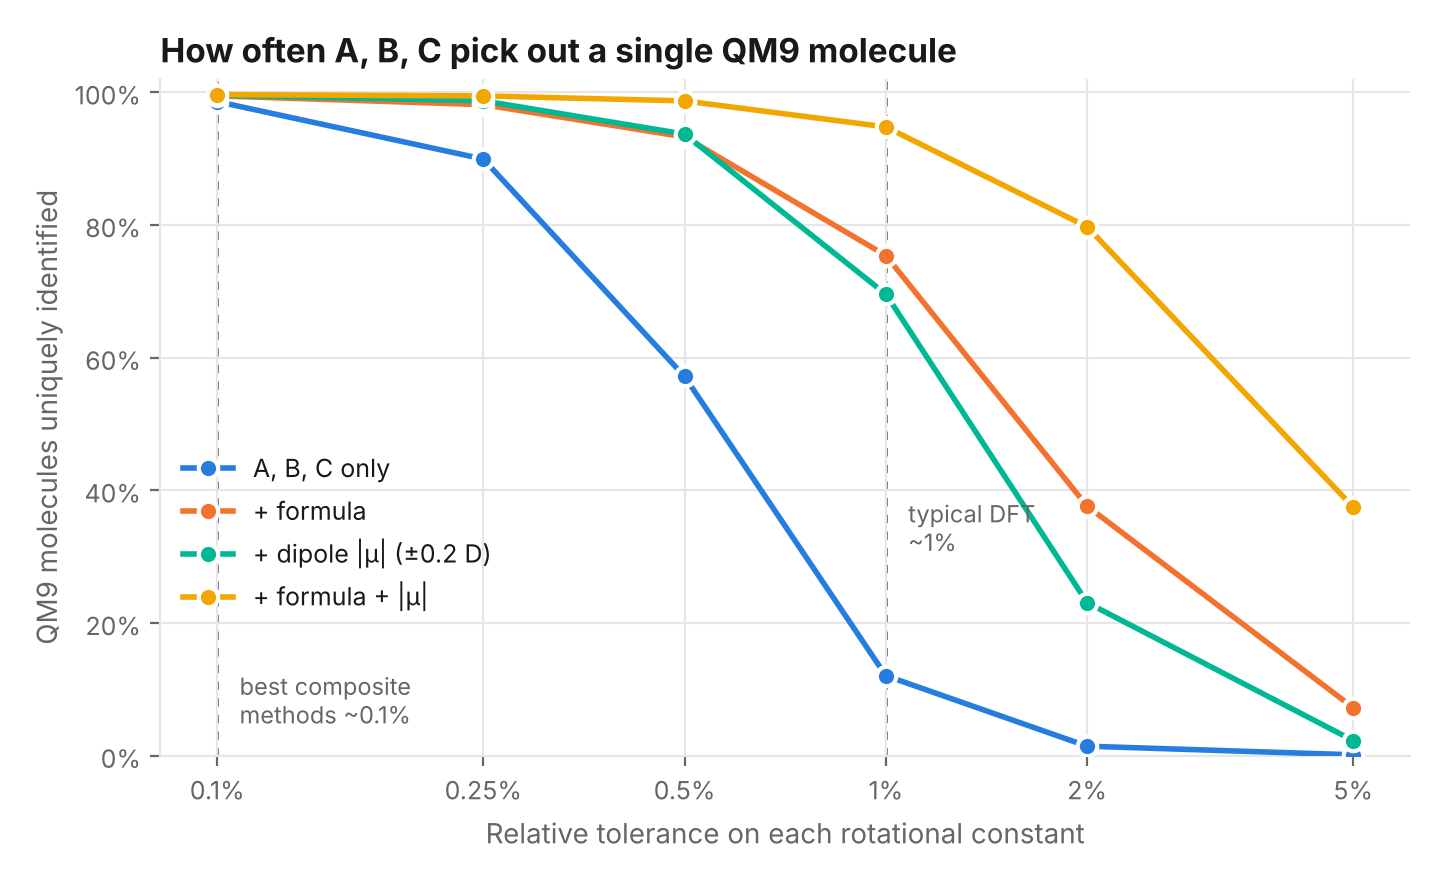 How often A, B, C pick out a single QM9 molecule
QM9 molecules uniquely identified
100%
80%
60%
40%
20%
0%
A, B, C only
+ formula
+ dipole |μ| (±0.2 D)
+ formula + |μ|
typical DFT
~1%
best composite
methods ~0.1%
0.1%
0.25%
0.5%
1%
2%
5%
Relative tolerance on each rotational constant